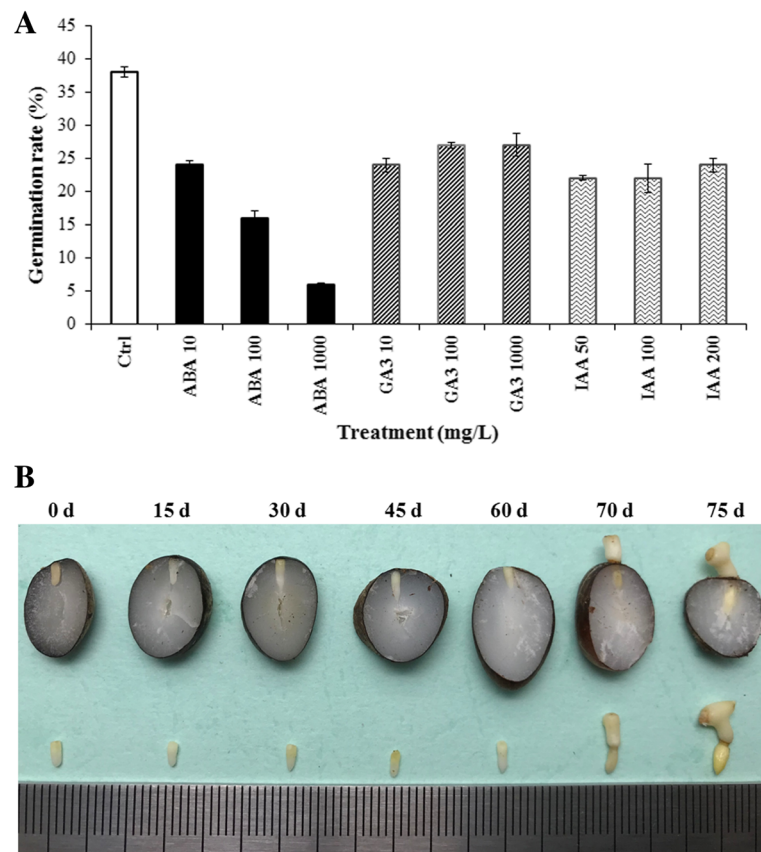 A
45
40
35
30
25
20
15
10
5
0
Germination rate (%)
Ctrl
ABA 10
ABA 100
ABA 1000
GA3 10
GA3 100
GA3 1000
IAA 50
IAA 100
IAA 200
Treatment (mg/L)
B
0 d 15 d 30 d 45 d 60 d 70 d 75 d